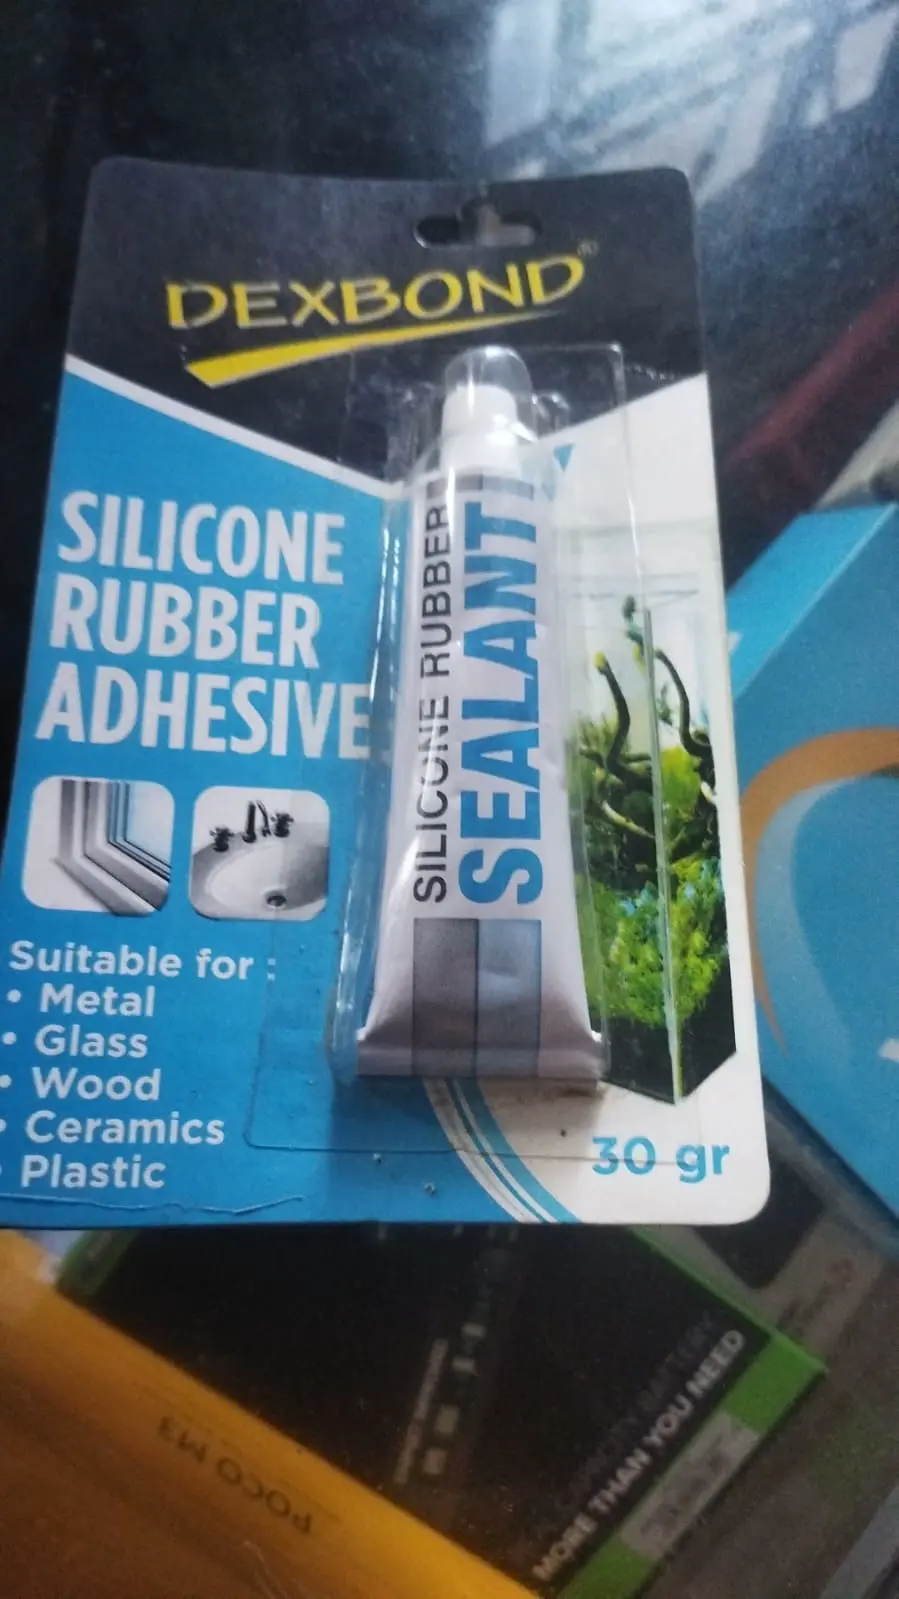 DEXBOND®
SILICONE
RUBBER
ADHESIVE
SILICONE RUBBER
SEALANT
Suitable for :
• Metal
• Glass
• Wood
• Ceramics
• Plastic
30 gr
POCO M3
BATTERY
MORE THAN YOU NEED